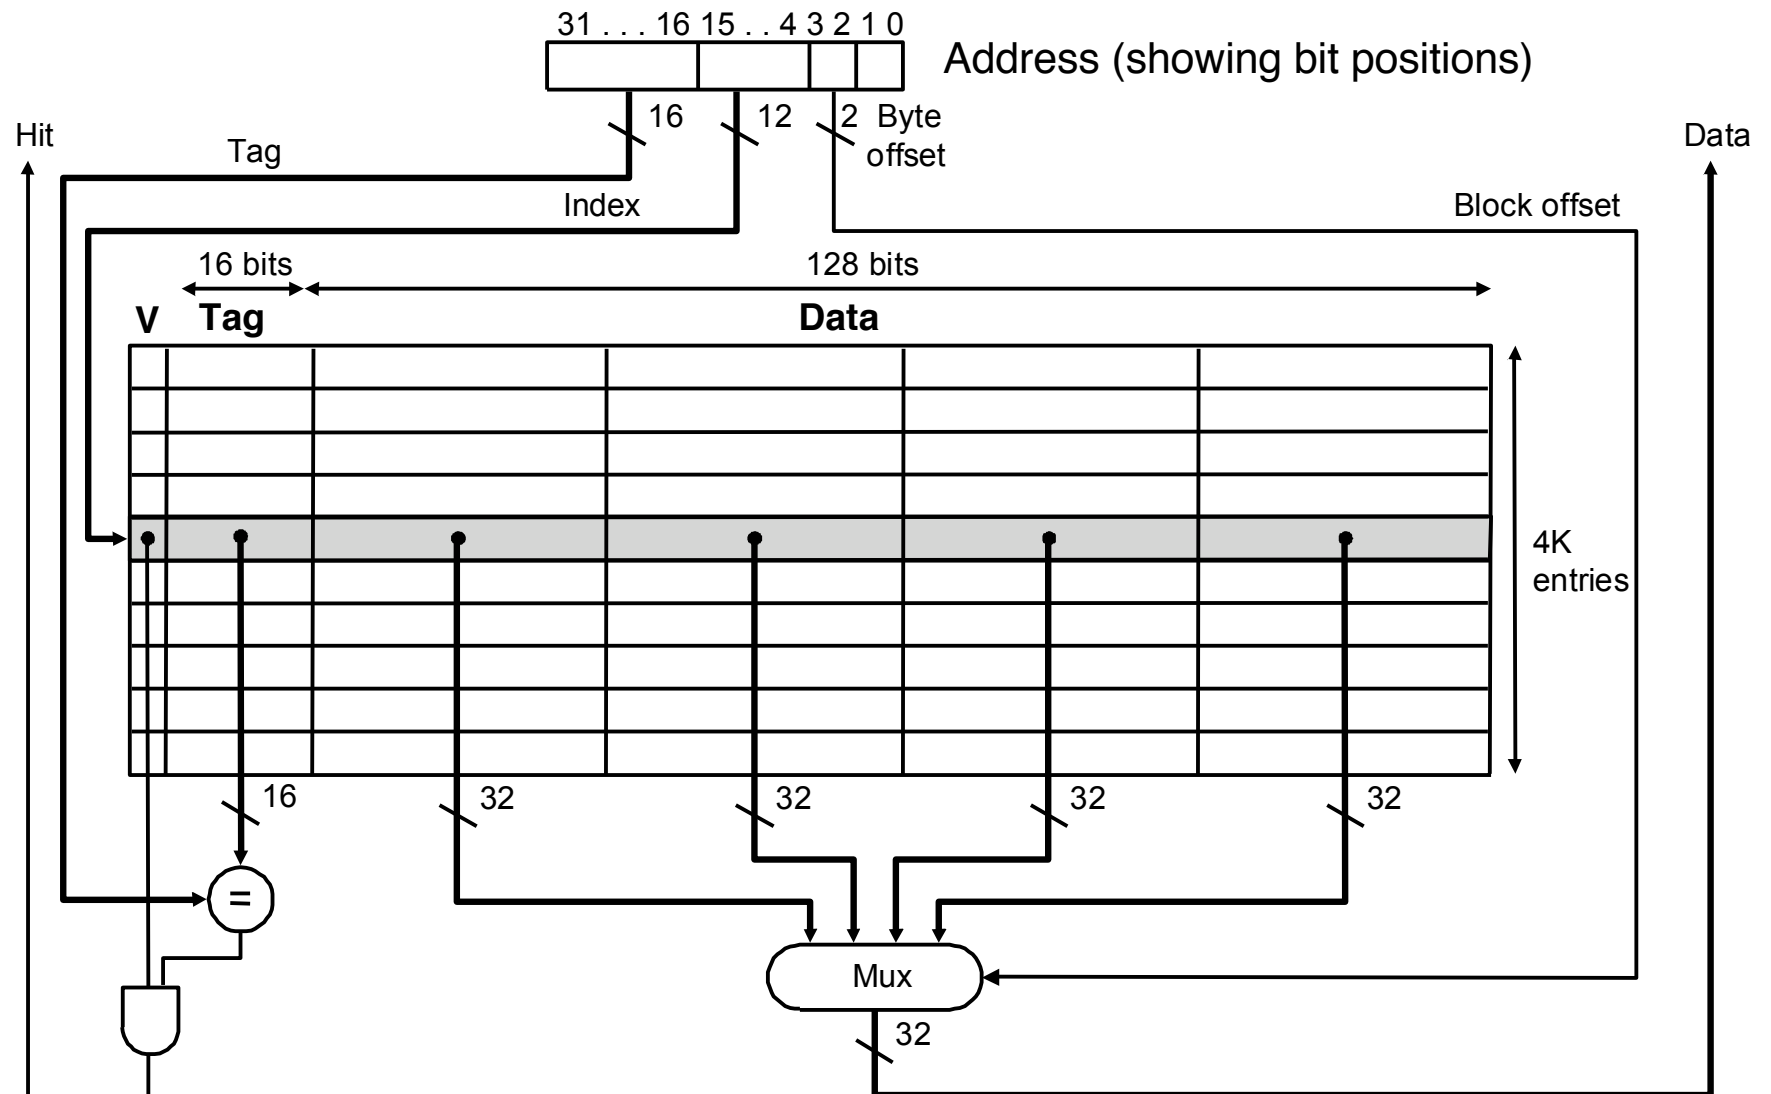 31 . . . 16 15 . . 4 3 2 1 0
Address (showing bit positions)
16 12 2 Byte
offset
Hit
Data
Tag
Index
Block offset
16 bits
128 bits
V Tag Data
4K
entries
16 32 32 32 32
=
Mux
32